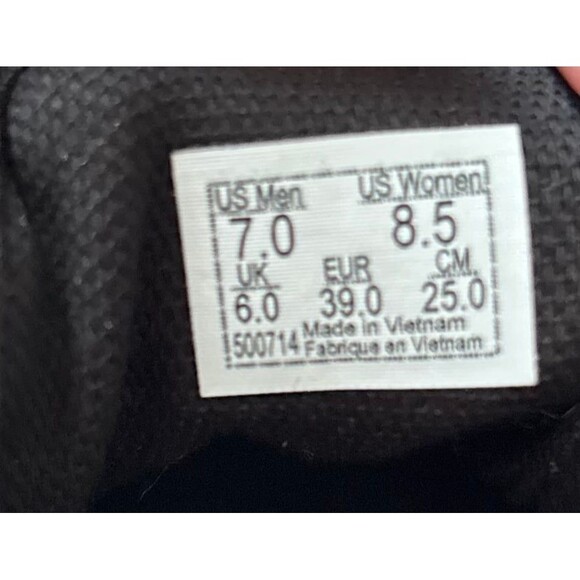 US Men US Women
7.0 8.5
UK EUR CM
6.0 39.0 25.0
500714 Made in Vietnam
Fabrique en Vietnam